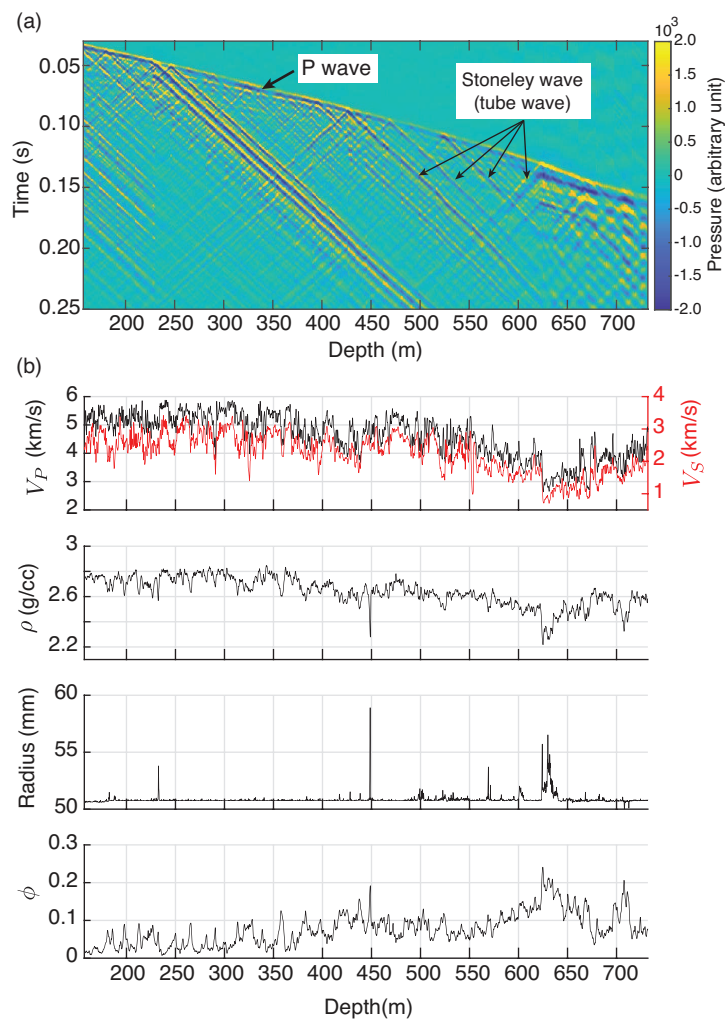 (a)
10³
P wave
Stoneley wave
(tube wave)
0.05
0.10
0.15
0.20
0.25
Time (s)
2.0
1.5
1.0
0.5
0
-0.5
-1.0
-1.5
-2.0
Pressure (arbitrary unit)
200 250 300 350 400 450 500 550 600 650 700
Depth (m)
(b)
6
5
4
3
2
V_P (km/s)
4
3
2
1
V_S (km/s)
3
2.6
2.2
ρ (g/cc)
60
55
50
Radius (mm)
0.3
0.2
0.1
0
ϕ
200 250 300 350 400 450 500 550 600 650 700
Depth(m)